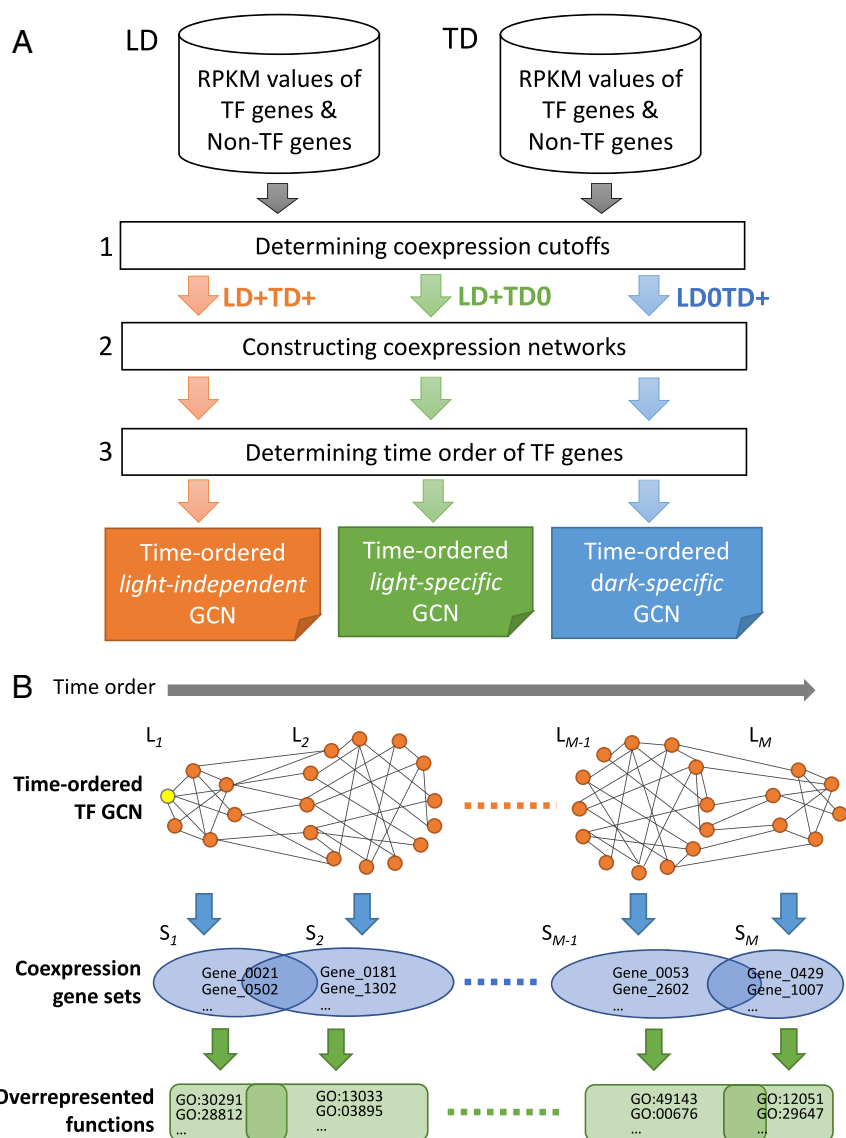 A
LD
TD
RPKM values of
TF genes &
Non-TF genes
RPKM values of
TF genes &
Non-TF genes
1
Determining coexpression cutoffs
LD+TD+
LD+TD0
LD0TD+
2
Constructing coexpression networks
3
Determining time order of TF genes
Time-ordered
light-independent
GCN
Time-ordered
light-specific
GCN
Time-ordered
dark-specific
GCN
B
Time order
L1
L2
LM-1
LM
Time-ordered
TF GCN
S1
S2
SM-1
SM
Coexpression
gene sets
Gene_0021
Gene_0502
...
Gene_0181
Gene_1302
...
Gene_0053
Gene_2602
...
Gene_0429
Gene_1007
...
Overrepresented
functions
GO:30291
GO:28812
...
GO:13033
GO:03895
...
GO:49143
GO:00676
...
GO:12051
GO:29647
...